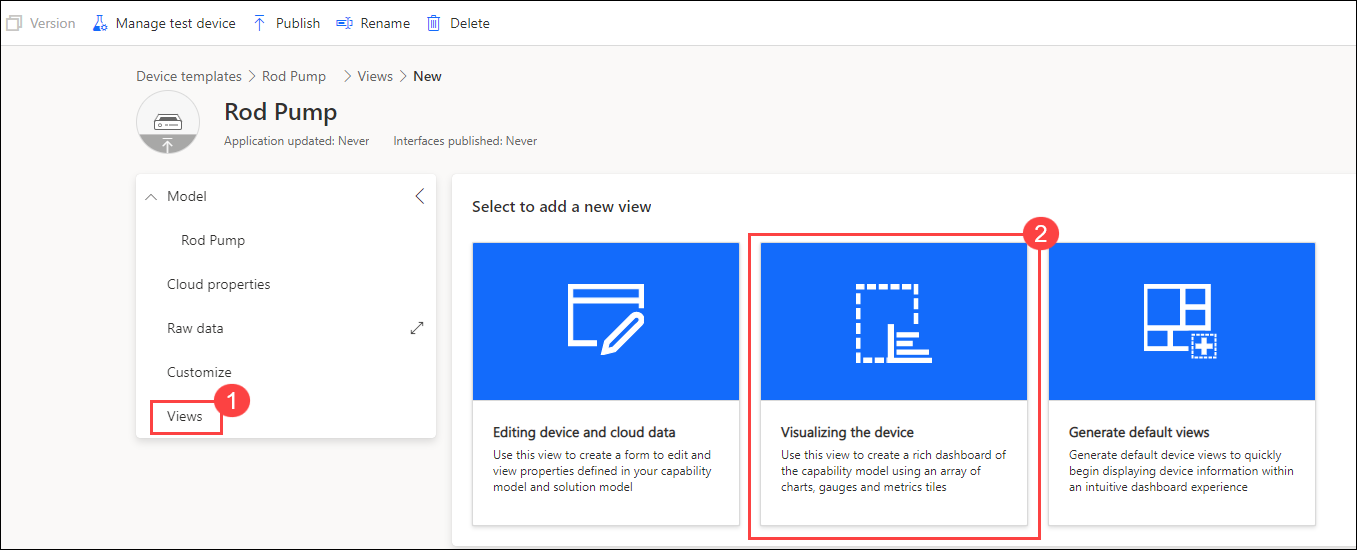 Version Manage test device Publish Rename Delete
Device templates > Rod Pump > Views > New
Rod Pump
Application updated: Never Interfaces published: Never
Model
Rod Pump
Cloud properties
Raw data
Customize
Views
1
Select to add a new view
2
Editing device and cloud data
Use this view to create a form to edit and
view properties defined in your capability
model and solution model
Visualizing the device
Use this view to create a rich dashboard of
the capability model using an array of
charts, gauges and metrics tiles
Generate default views
Generate default device views to quickly
begin displaying device information within
an intuitive dashboard experience